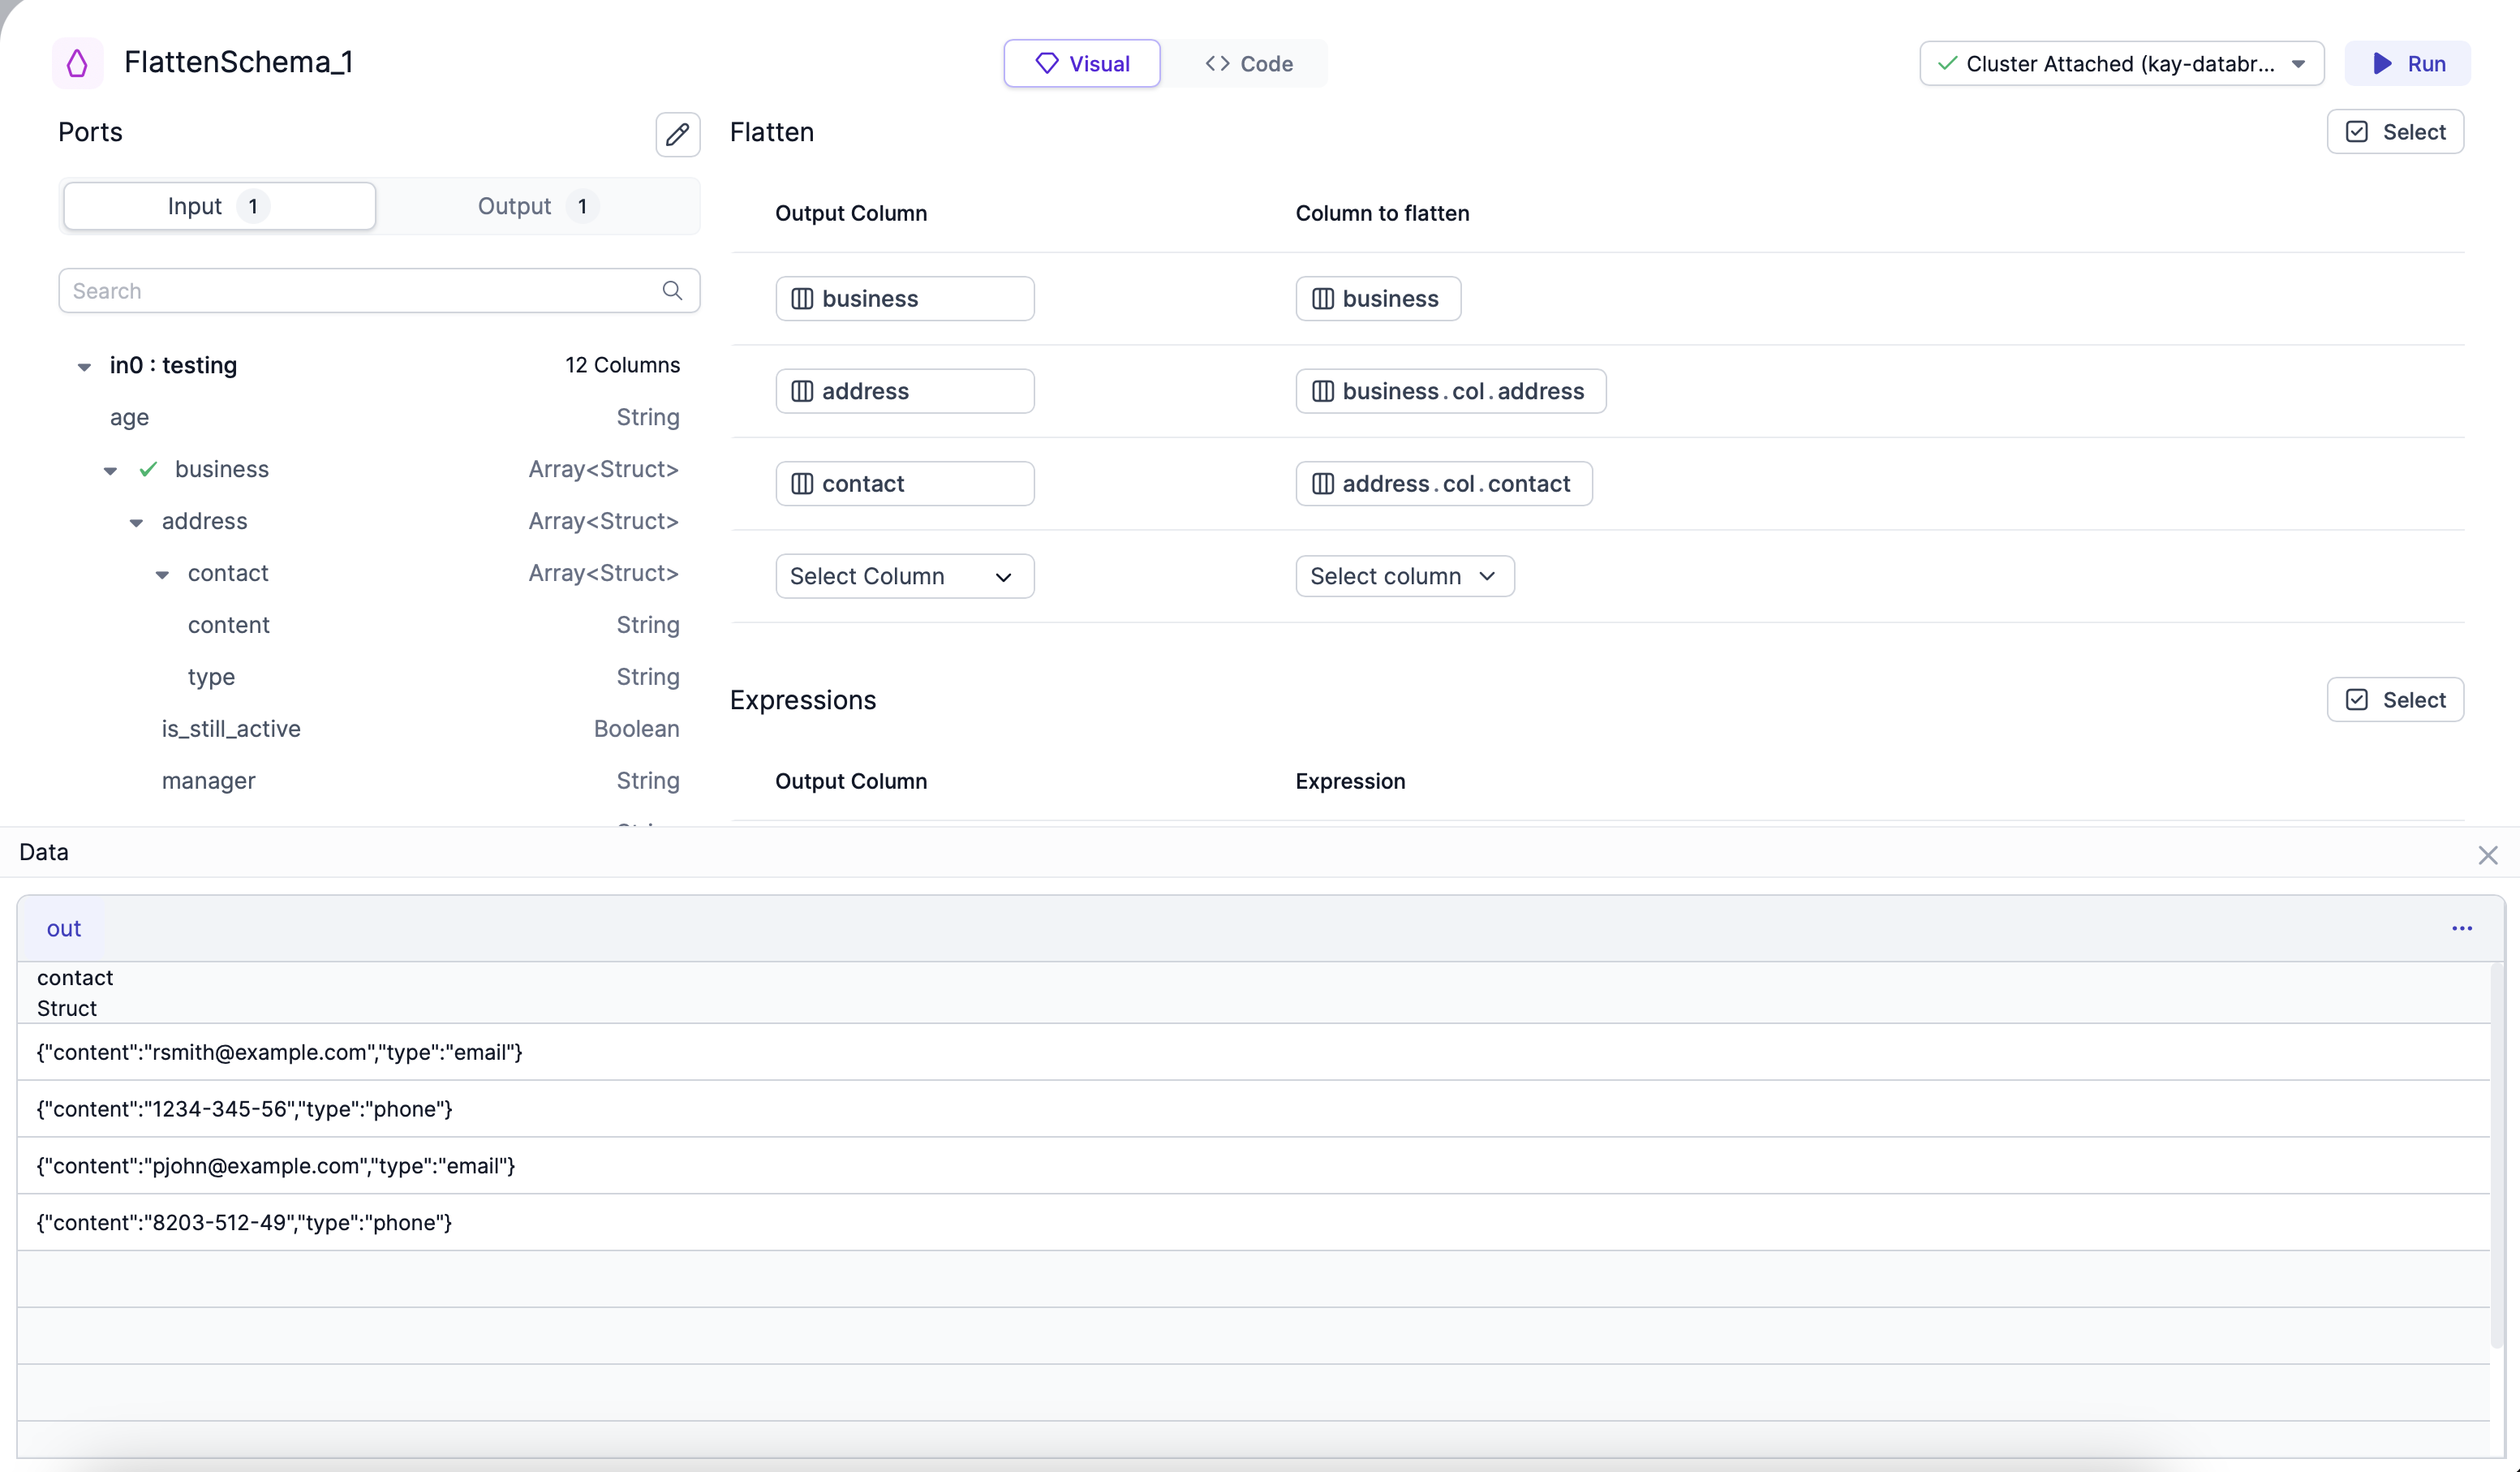 FlattenSchema_1
Visual
Code
Cluster Attached (kay-databr...
Run
Ports
Input 1
Output 1
Search
in0 : testing 12 Columns
age String
business Array<Struct>
address Array<Struct>
contact Array<Struct>
content String
type String
is_still_active Boolean
manager String
Flatten
Select
Output Column Column to flatten
business business
address business.col.address
contact address.col.contact
Select Column Select column
Expressions
Select
Output Column Expression
Data
out
...
contact
Struct
{"content":"rsmith@example.com","type":"email"}
{"content":"1234-345-56","type":"phone"}
{"content":"pjohn@example.com","type":"email"}
{"content":"8203-512-49","type":"phone"}